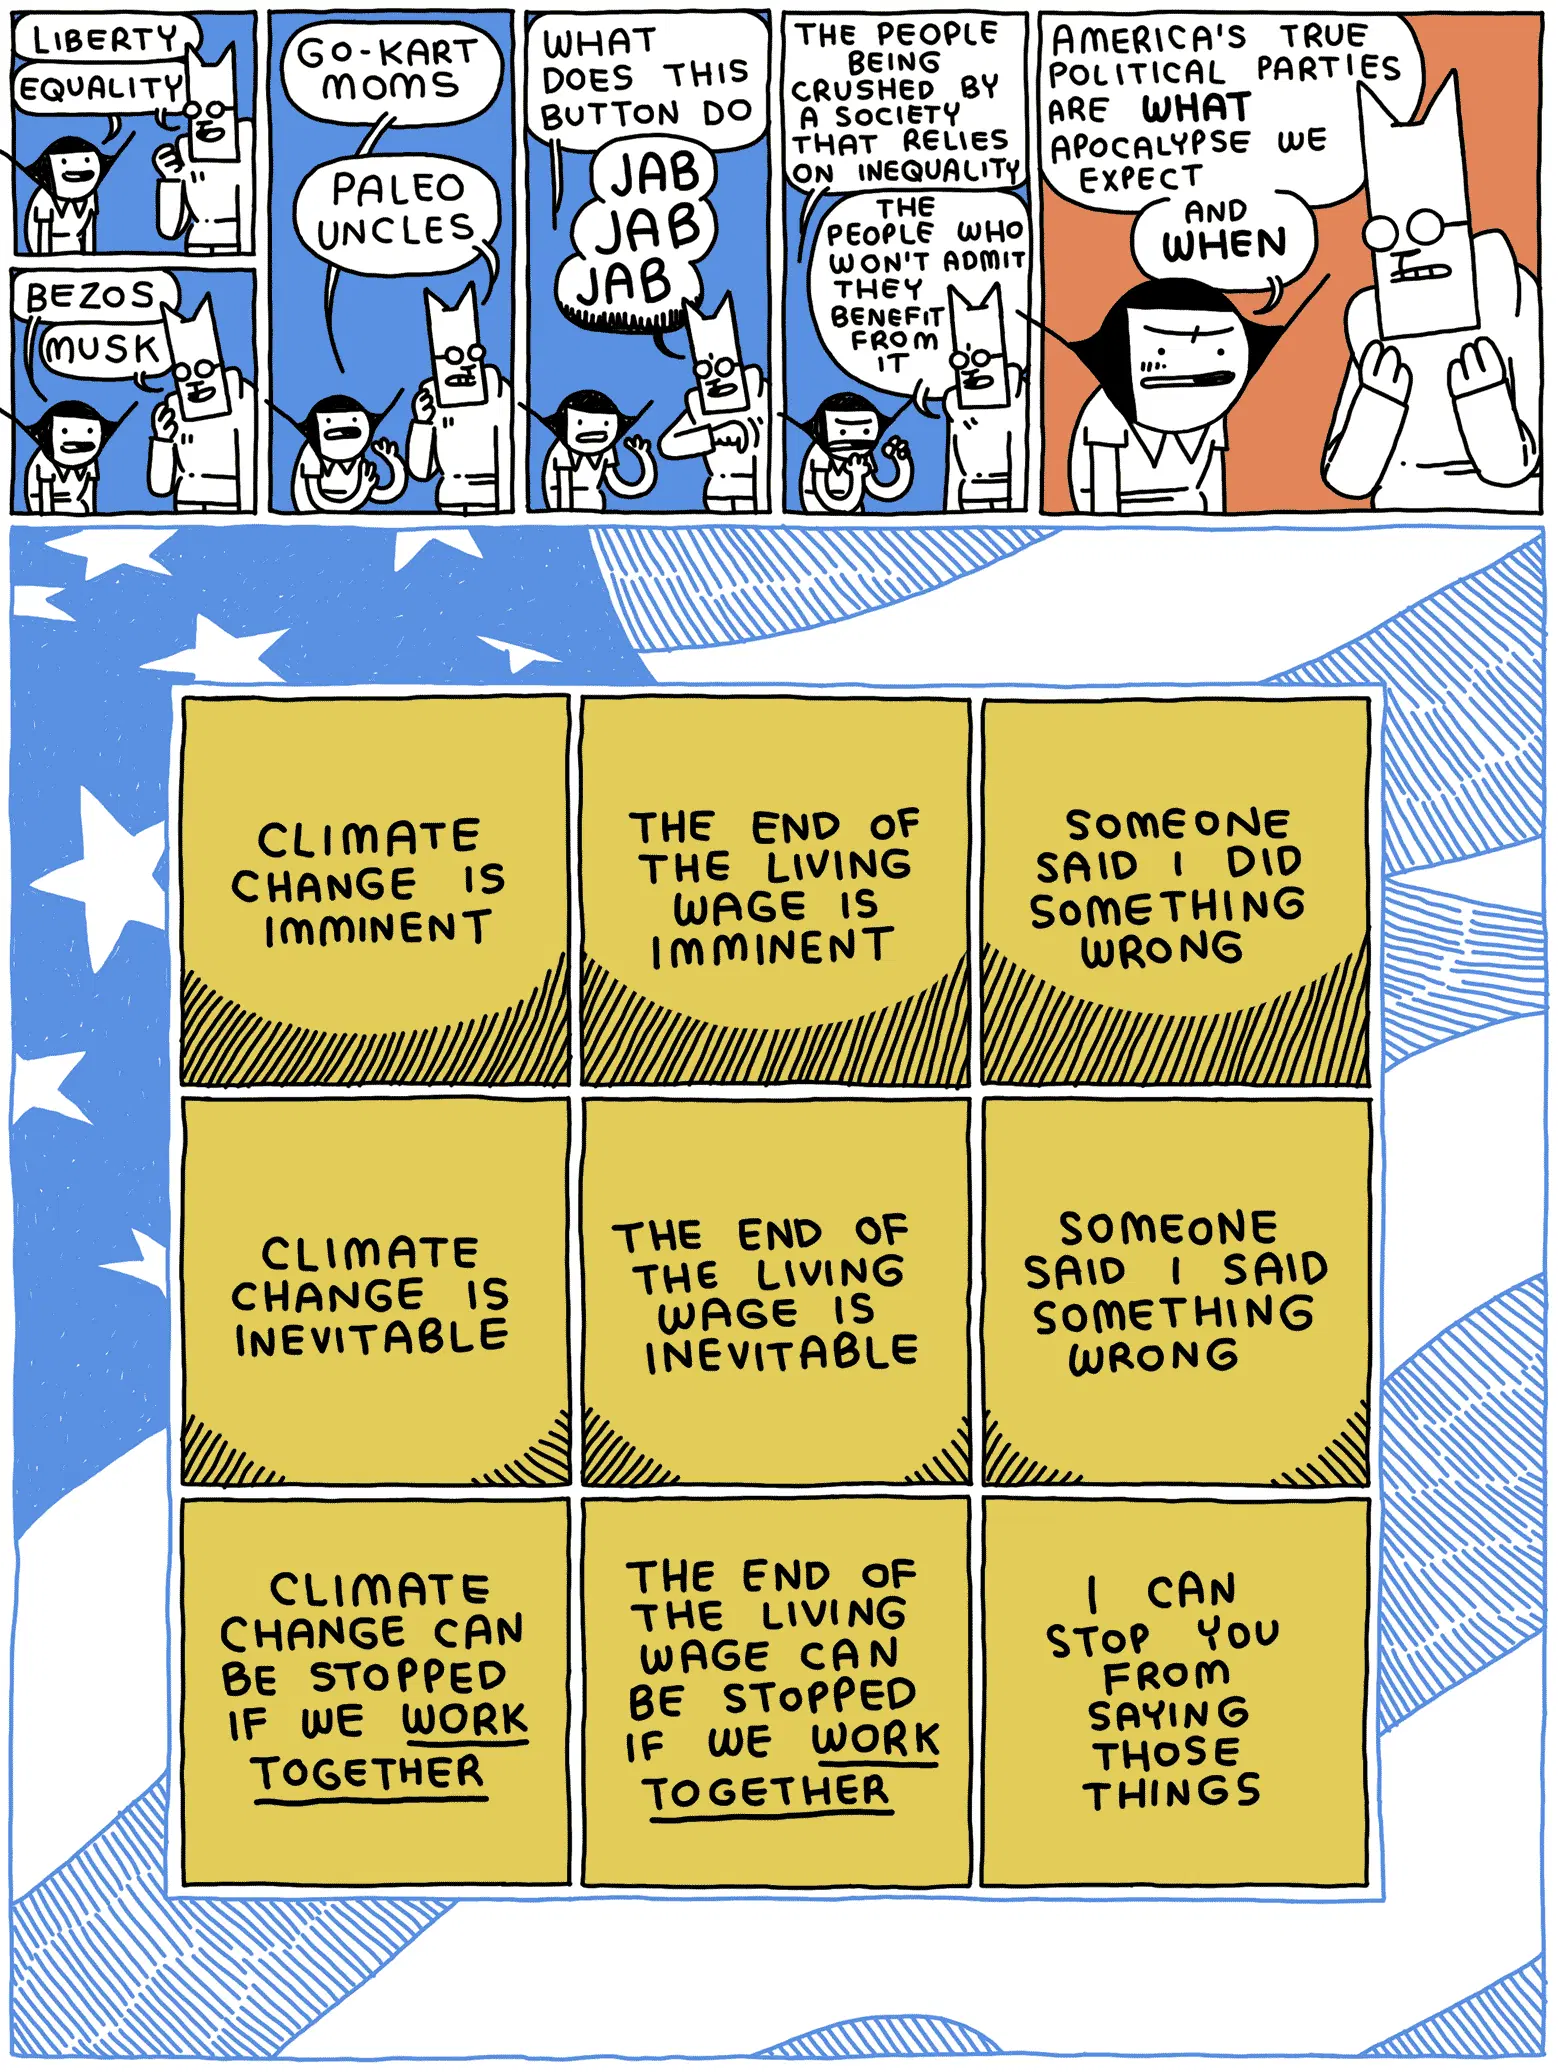 LIBERTY
EQUALITY
BEZOS
MUSK
GO-KART
MOMS
PALEO
UNCLES
WHAT
DOES THIS
BUTTON DO
JAB
JAB
JAB
THE PEOPLE
BEING
CRUSHED BY
A SOCIETY
THAT RELIES
ON INEQUALITY
THE
PEOPLE WHO
WON'T ADMIT
THEY
BENEFIT
FROM
IT
AMERICA'S TRUE
POLITICAL PARTIES
ARE WHAT
APOCALYPSE WE
EXPECT
AND
WHEN
CLIMATE
CHANGE IS
IMMINENT
THE END OF
THE LIVING
WAGE IS
IMMINENT
SOMEONE
SAID I DID
SOMETHING
WRONG
CLIMATE
CHANGE IS
INEVITABLE
THE END OF
THE LIVING
WAGE IS
INEVITABLE
SOMEONE
SAID I SAID
SOMETHING
WRONG
CLIMATE
CHANGE CAN
BE STOPPED
IF WE WORK
TOGETHER
THE END OF
THE LIVING
WAGE CAN
BE STOPPED
IF WE WORK
TOGETHER
I CAN
STOP YOU
FROM
SAYING
THOSE
THINGS